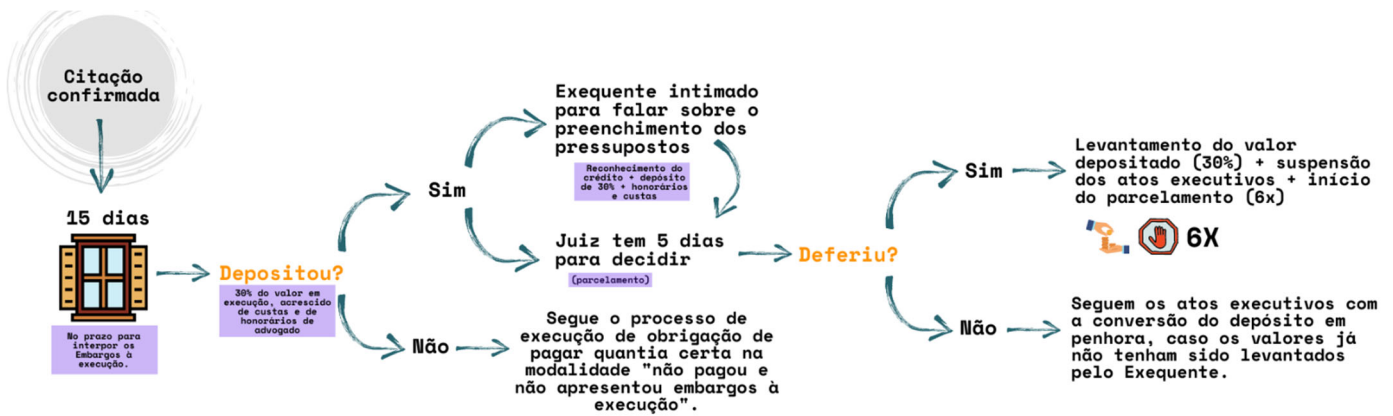 Citação
confirmada
15 dias
No prazo para
interpor os
Embargos à
execução.
Depositou?
30% do valor em
execução, acrescido
de custas e de
honorários de
advogado
Sim
Exequente intimado
para falar sobre o
preenchimento dos
pressupostos
Reconhecimento do
crédito + depósito
de 30% + honorários
e custas
Juiz tem 5 dias
para decidir
(parcelamento)
Não
Segue o processo de
execução de obrigação de
pagar quantia certa na
modalidade "não pagou e
não apresentou embargos à
execução".
Deferiu?
Sim
Levantamento do valor
depositado (30%) + suspensão
dos atos executivos + início
do parcelamento (6x)
6X
Não
Seguem os atos executivos com
a conversão do depósito em
penhora, caso os valores já
não tenham sido levantados
pelo Exequente.